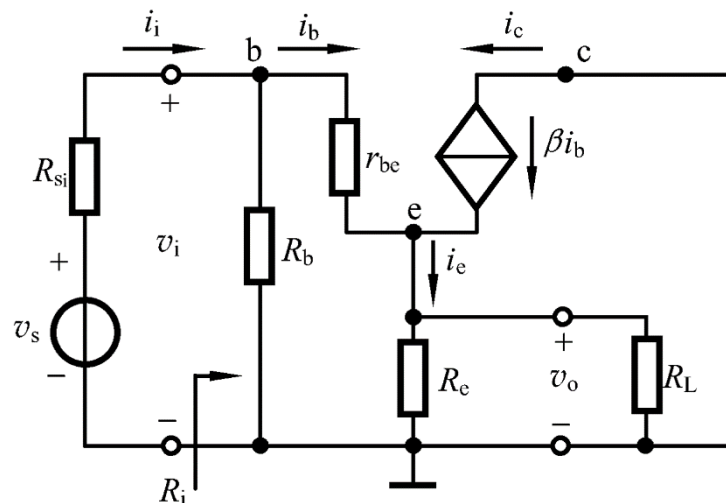 i_i
i_b
i_c
b
c
+
R_si
r_be
βi_b
e
+
v_i
R_b
i_e
v_s
+
−
R_e
v_o
R_L
−
−
R_i